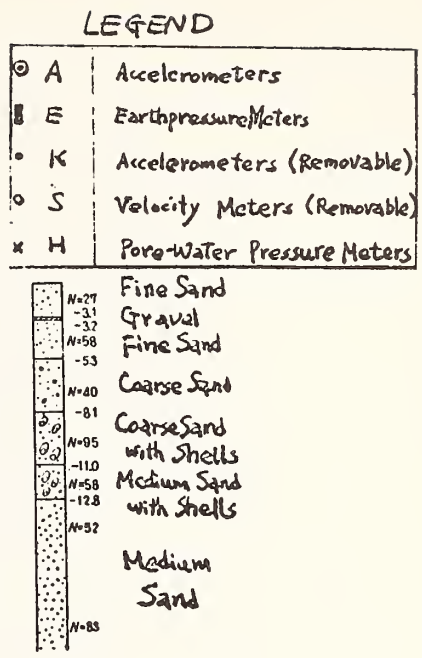 LEGEND
A Accelerometers
E EarthpressureMeters
K Accelerometers (Removable)
S Velocity Meters (Removable)
H Pore-Water Pressure Meters
Fine Sand
N=27
-3.1
Graval
-3.2
N=58
Fine Sand
-5.3
N=40
Coarse Sand
-8.1
Coarse Sand
N=95
with Shells
-11.0
N=58
Medium Sand
-12.8
with Shells
N=52
Medium
Sand
N=83